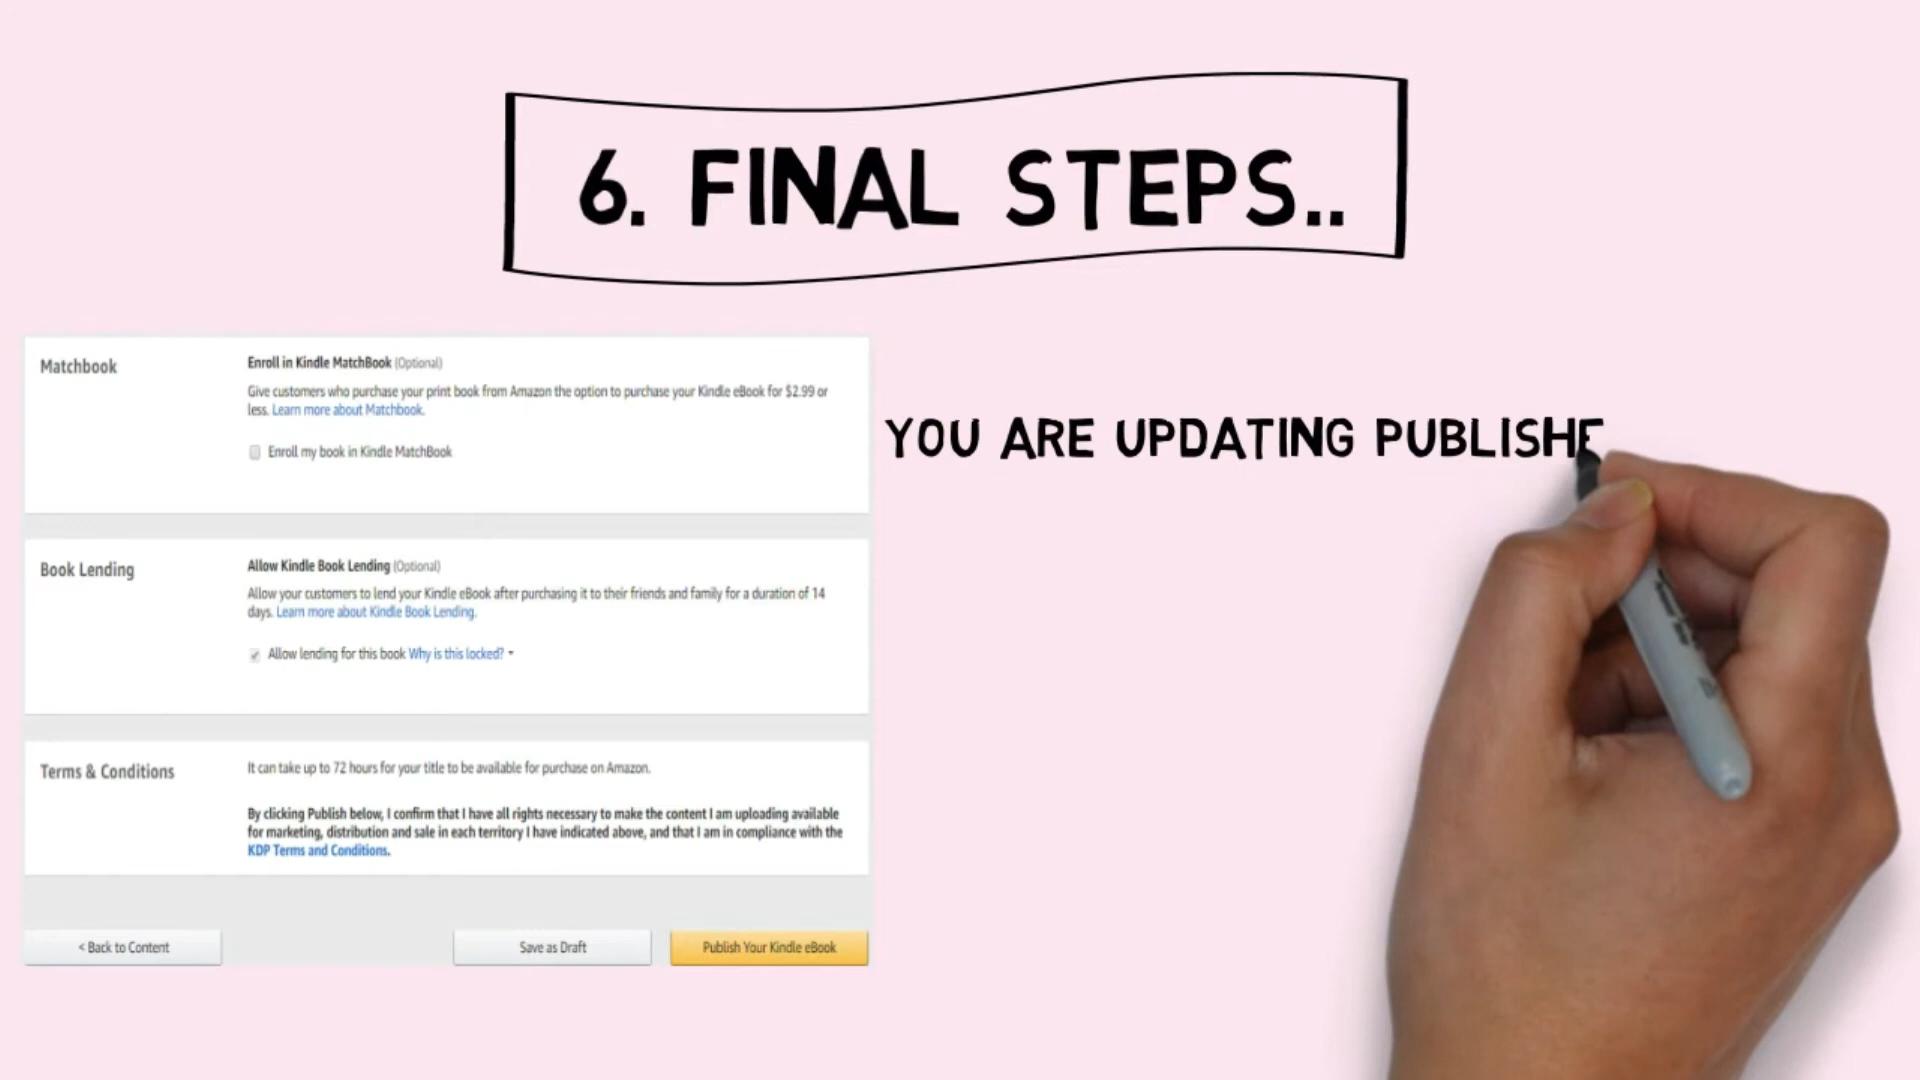 6. FINAL STEPS..
Matchbook
Enroll in Kindle MatchBook (Optional)
Give customers who purchase your print book from Amazon the option to purchase your Kindle eBook for $2.99 or
less. Learn more about Matchbook.
Enroll my book in Kindle MatchBook
YOU ARE UPDATING PUBLISHE
Book Lending
Allow Kindle Book Lending (Optional)
Allow your customers to lend your Kindle eBook after purchasing it to their friends and family for a duration of 14
days. Learn more about Kindle Book Lending.
Allow lending for this book Why is this locked?
Terms & Conditions
It can take up to 72 hours for your title to be available for purchase on Amazon.
By clicking Publish below, I confirm that I have all rights necessary to make the content I am uploading available
for marketing, distribution and sale in each territory I have indicated above, and that I am in compliance with the
KDP Terms and Conditions.
< Back to Content
Save as Draft
Publish Your Kindle eBook